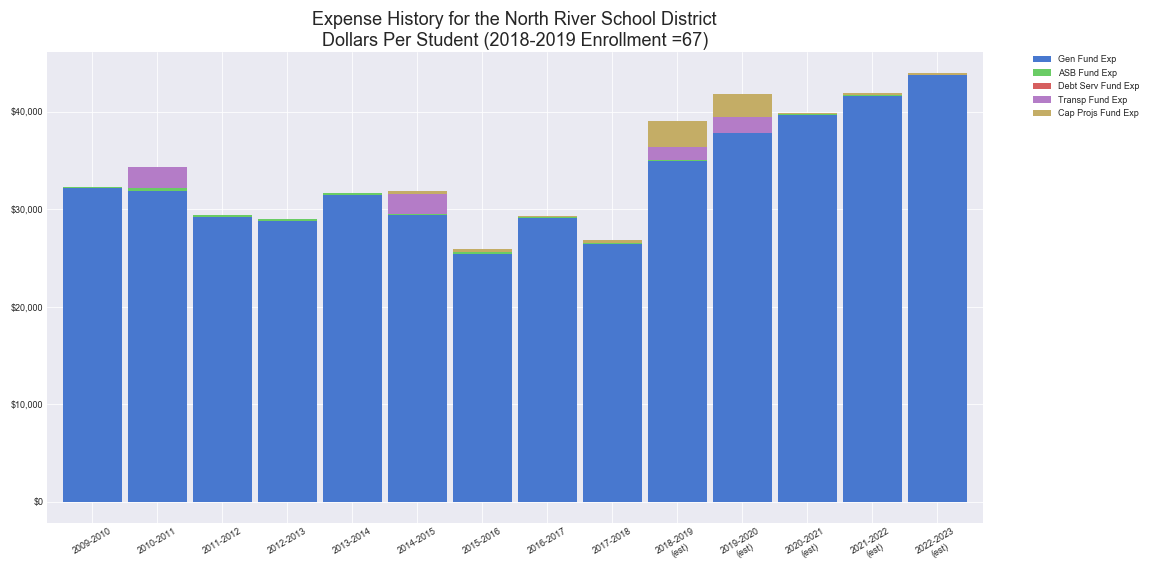 Expense History for the North River School District
Dollars Per Student (2018-2019 Enrollment =67)
Gen Fund Exp
ASB Fund Exp
Debt Serv Fund Exp
Transp Fund Exp
Cap Projs Fund Exp
$40,000
$30,000
$20,000
$10,000
$0
2009-2010
2010-2011
2011-2012
2012-2013
2013-2014
2014-2015
2015-2016
2016-2017
2017-2018
2018-2019
(est)
2019-2020
(est)
2020-2021
(est)
2021-2022
(est)
2022-2023
(est)